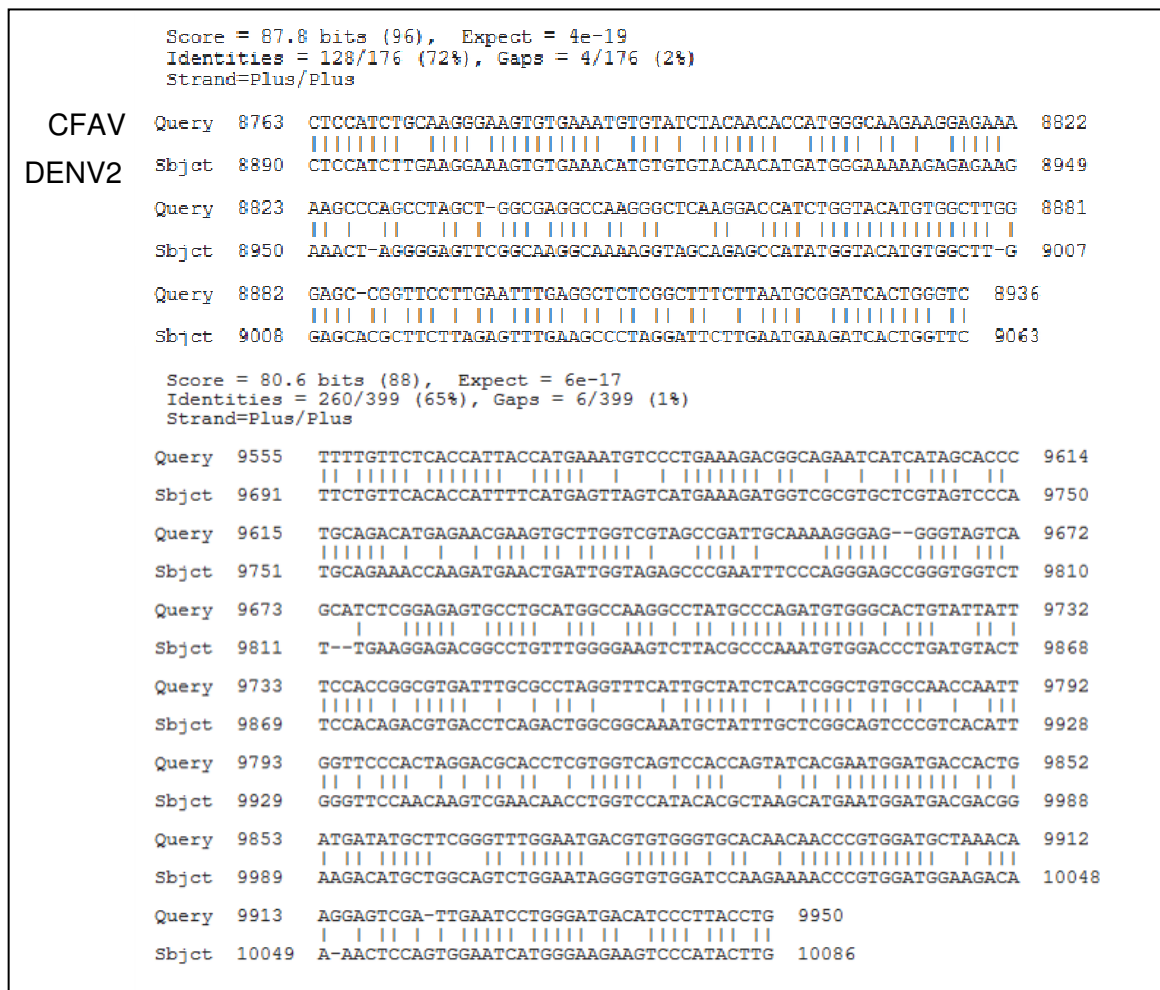 Score = 87.8 bits (96), Expect = 4e-19
Identities = 128/176 (72%), Gaps = 4/176 (2%)
Strand=Plus/Plus
CFAV Query 8763 CTCCATCTGCAAGGGAAGTGTGAAATGTGTATCTACAACACCATGGGCAAGAAGGAGAAA 8822
DENV2 Sbjct 8890 CTCCATCTTGAAGGAAAGTGTGAAACATGTGTGTACAACATGATGGGAAAAAGAGAGAAG 8949
Query 8823 AAGCCCAGCCTAGCT-GGCGAGGCCAAGGGCTCAAGGACCATCTGGTACATGTGGCTTGG 8881
Sbjct 8950 AAACT-AGGGGAGTTCGGCAAGGCAAAAGGTAGCAGAGCCATATGGTACATGTGGCTT-G 9007
Query 8882 GAGC-CGGTTCCTTGAATTTGAGGCTCTCGGCTTTCTTAATGCGGATCACTGGGTC 8936
Sbjct 9008 GAGCACGCTTCTTAGAGTTTGAAGCCCTAGGATTCTTGAATGAAGATCACTGGTTC 9063
Score = 80.6 bits (88), Expect = 6e-17
Identities = 260/399 (65%), Gaps = 6/399 (1%)
Strand=Plus/Plus
Query 9555 TTTTGTTCTCACCATTACCATGAAATGTCCCTGAAAGACGGCAGAATCATCATAGCACCC 9614
Sbjct 9691 TTCTGTTCACACCATTTTCATGAGTTAGTCATGAAAGATGGTCGCGTGCTCGTAGTCCCA 9750
Query 9615 TGCAGACATGAGAACGAAGTGCTTGGTCGTAGCCGATTGCAAAAGGGAG--GGGTAGTCA 9672
Sbjct 9751 TGCAGAAACCAAGATGAACTGATTGGTAGAGCCCGAATTTCCCAGGGAGCCGGGTGGTCT 9810
Query 9673 GCATCTCGGAGAGTGCCTGCATGGCCAAGGCCTATGCCCAGATGTGGGCACTGTATTATT 9732
Sbjct 9811 T--TGAAGGAGACGGCCTGTTTGGGGAAGTCTTACGCCCAAATGTGGACCCTGATGTACT 9868
Query 9733 TCCACCGGCGTGATTTGCGCCTAGGTTTCATTGCTATCTCATCGGCTGTGCCAACCAATT 9792
Sbjct 9869 TCCACAGACGTGACCTCAGACTGGCGGCAAATGCTATTTGCTCGGCAGTCCCGTCACATT 9928
Query 9793 GGTTCCCACTAGGACGCACCTCGTGGTCAGTCCACCAGTATCACGAATGGATGACCACTG 9852
Sbjct 9929 GGGTTCCAACAAGTCGAACAACCTGGTCCATACACGCTAAGCATGAATGGATGACGACGG 9988
Query 9853 ATGATATGCTTCGGGTTTGGAATGACGTGTGGGTGCACAACAACCCGTGGATGCTAAACA 9912
Sbjct 9989 AAGACATGCTGGCAGTCTGGAATAGGGTGTGGATCCAAGAAAACCCGTGGATGGAAGACA 10048
Query 9913 AGGAGTCGA-TTGAATCCTGGGATGACATCCCTTACCTG 9950
Sbjct 10049 A-AACTCCAGTGGAATCATGGGAAGAAGTCCCATACTTG 10086